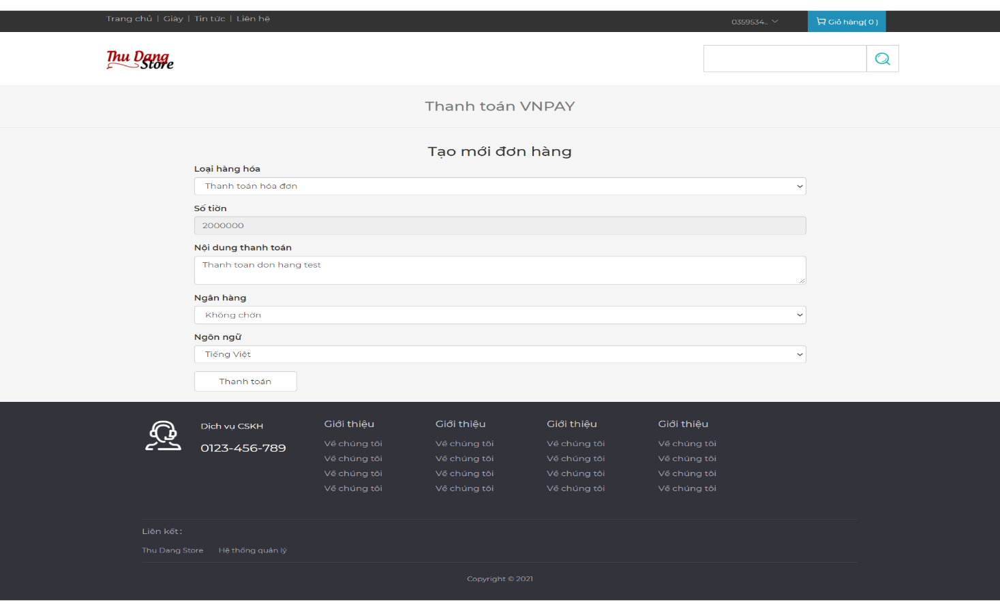 Trang chủ | Giày | Tin tức | Liên hệ
0359534..
Giỏ hàng( 0 )
Thu Dang
Store
Thanh toán VNPAY
Tạo mới đơn hàng
Loại hàng hóa
Thanh toán hóa đơn
Số tiờn
2000000
Nội dung thanh toán
Thanh toan don hang test
Ngân hàng
Không chờn
Ngôn ngữ
Tiếng Việt
Thanh toán
Dịch vụ CSKH
0123-456-789
Giới thiệu
Về chúng tôi
Về chúng tôi
Về chúng tôi
Về chúng tôi
Giới thiệu
Về chúng tôi
Về chúng tôi
Về chúng tôi
Về chúng tôi
Giới thiệu
Về chúng tôi
Về chúng tôi
Về chúng tôi
Về chúng tôi
Giới thiệu
Về chúng tôi
Về chúng tôi
Về chúng tôi
Về chúng tôi
Liên kết:
Thu Dang Store Hệ thống quản lý
Copyright © 2021